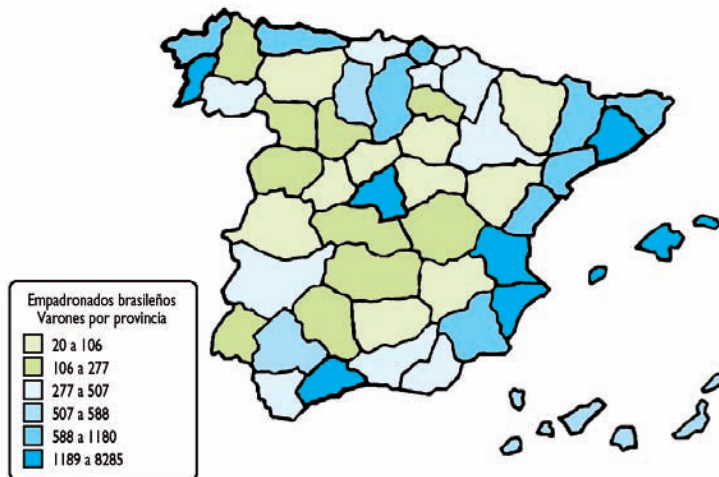 Empadronados brasileños
Varones por provincia
20 a 106
106 a 277
277 a 507
507 a 588
588 a 1180
1189 a 8285